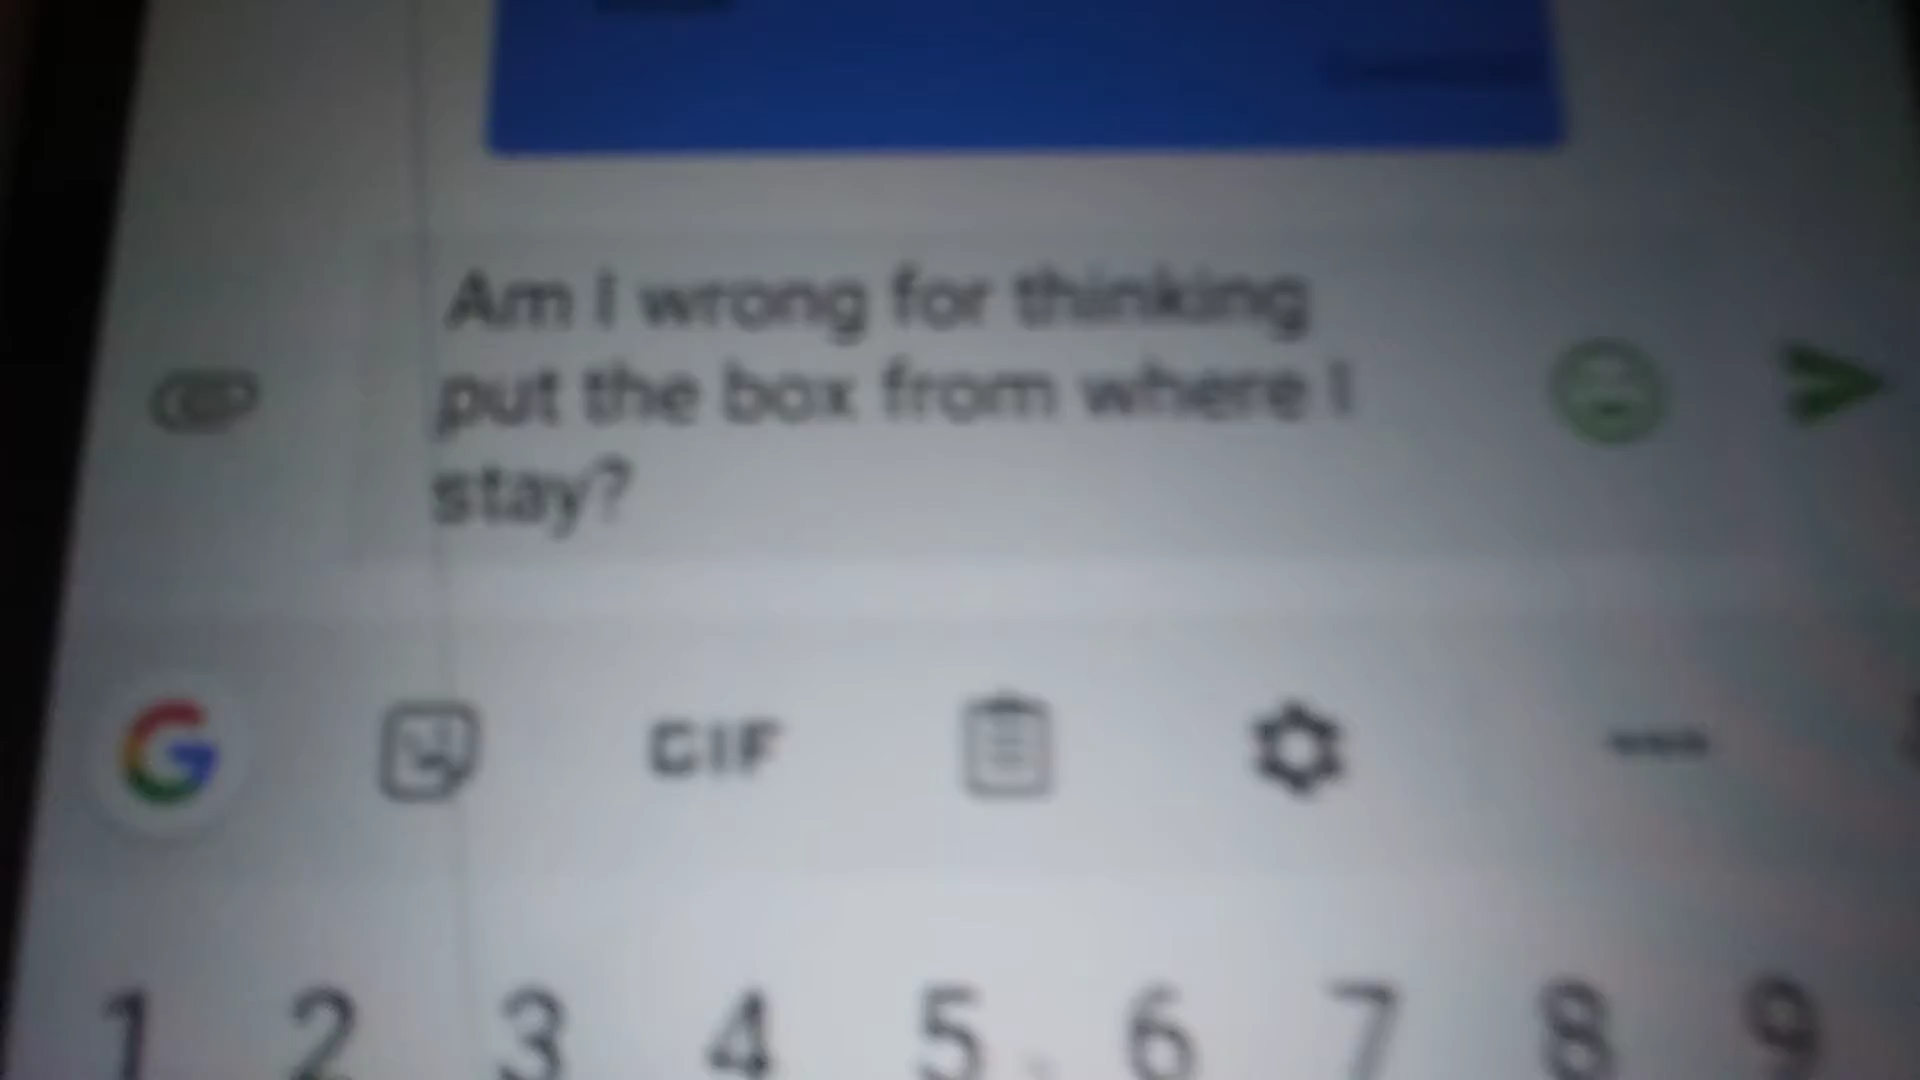 Am I wrong for thinking
put the box from where I
stay?
G
GIF
1 2 3 4 5 6 7 8 9